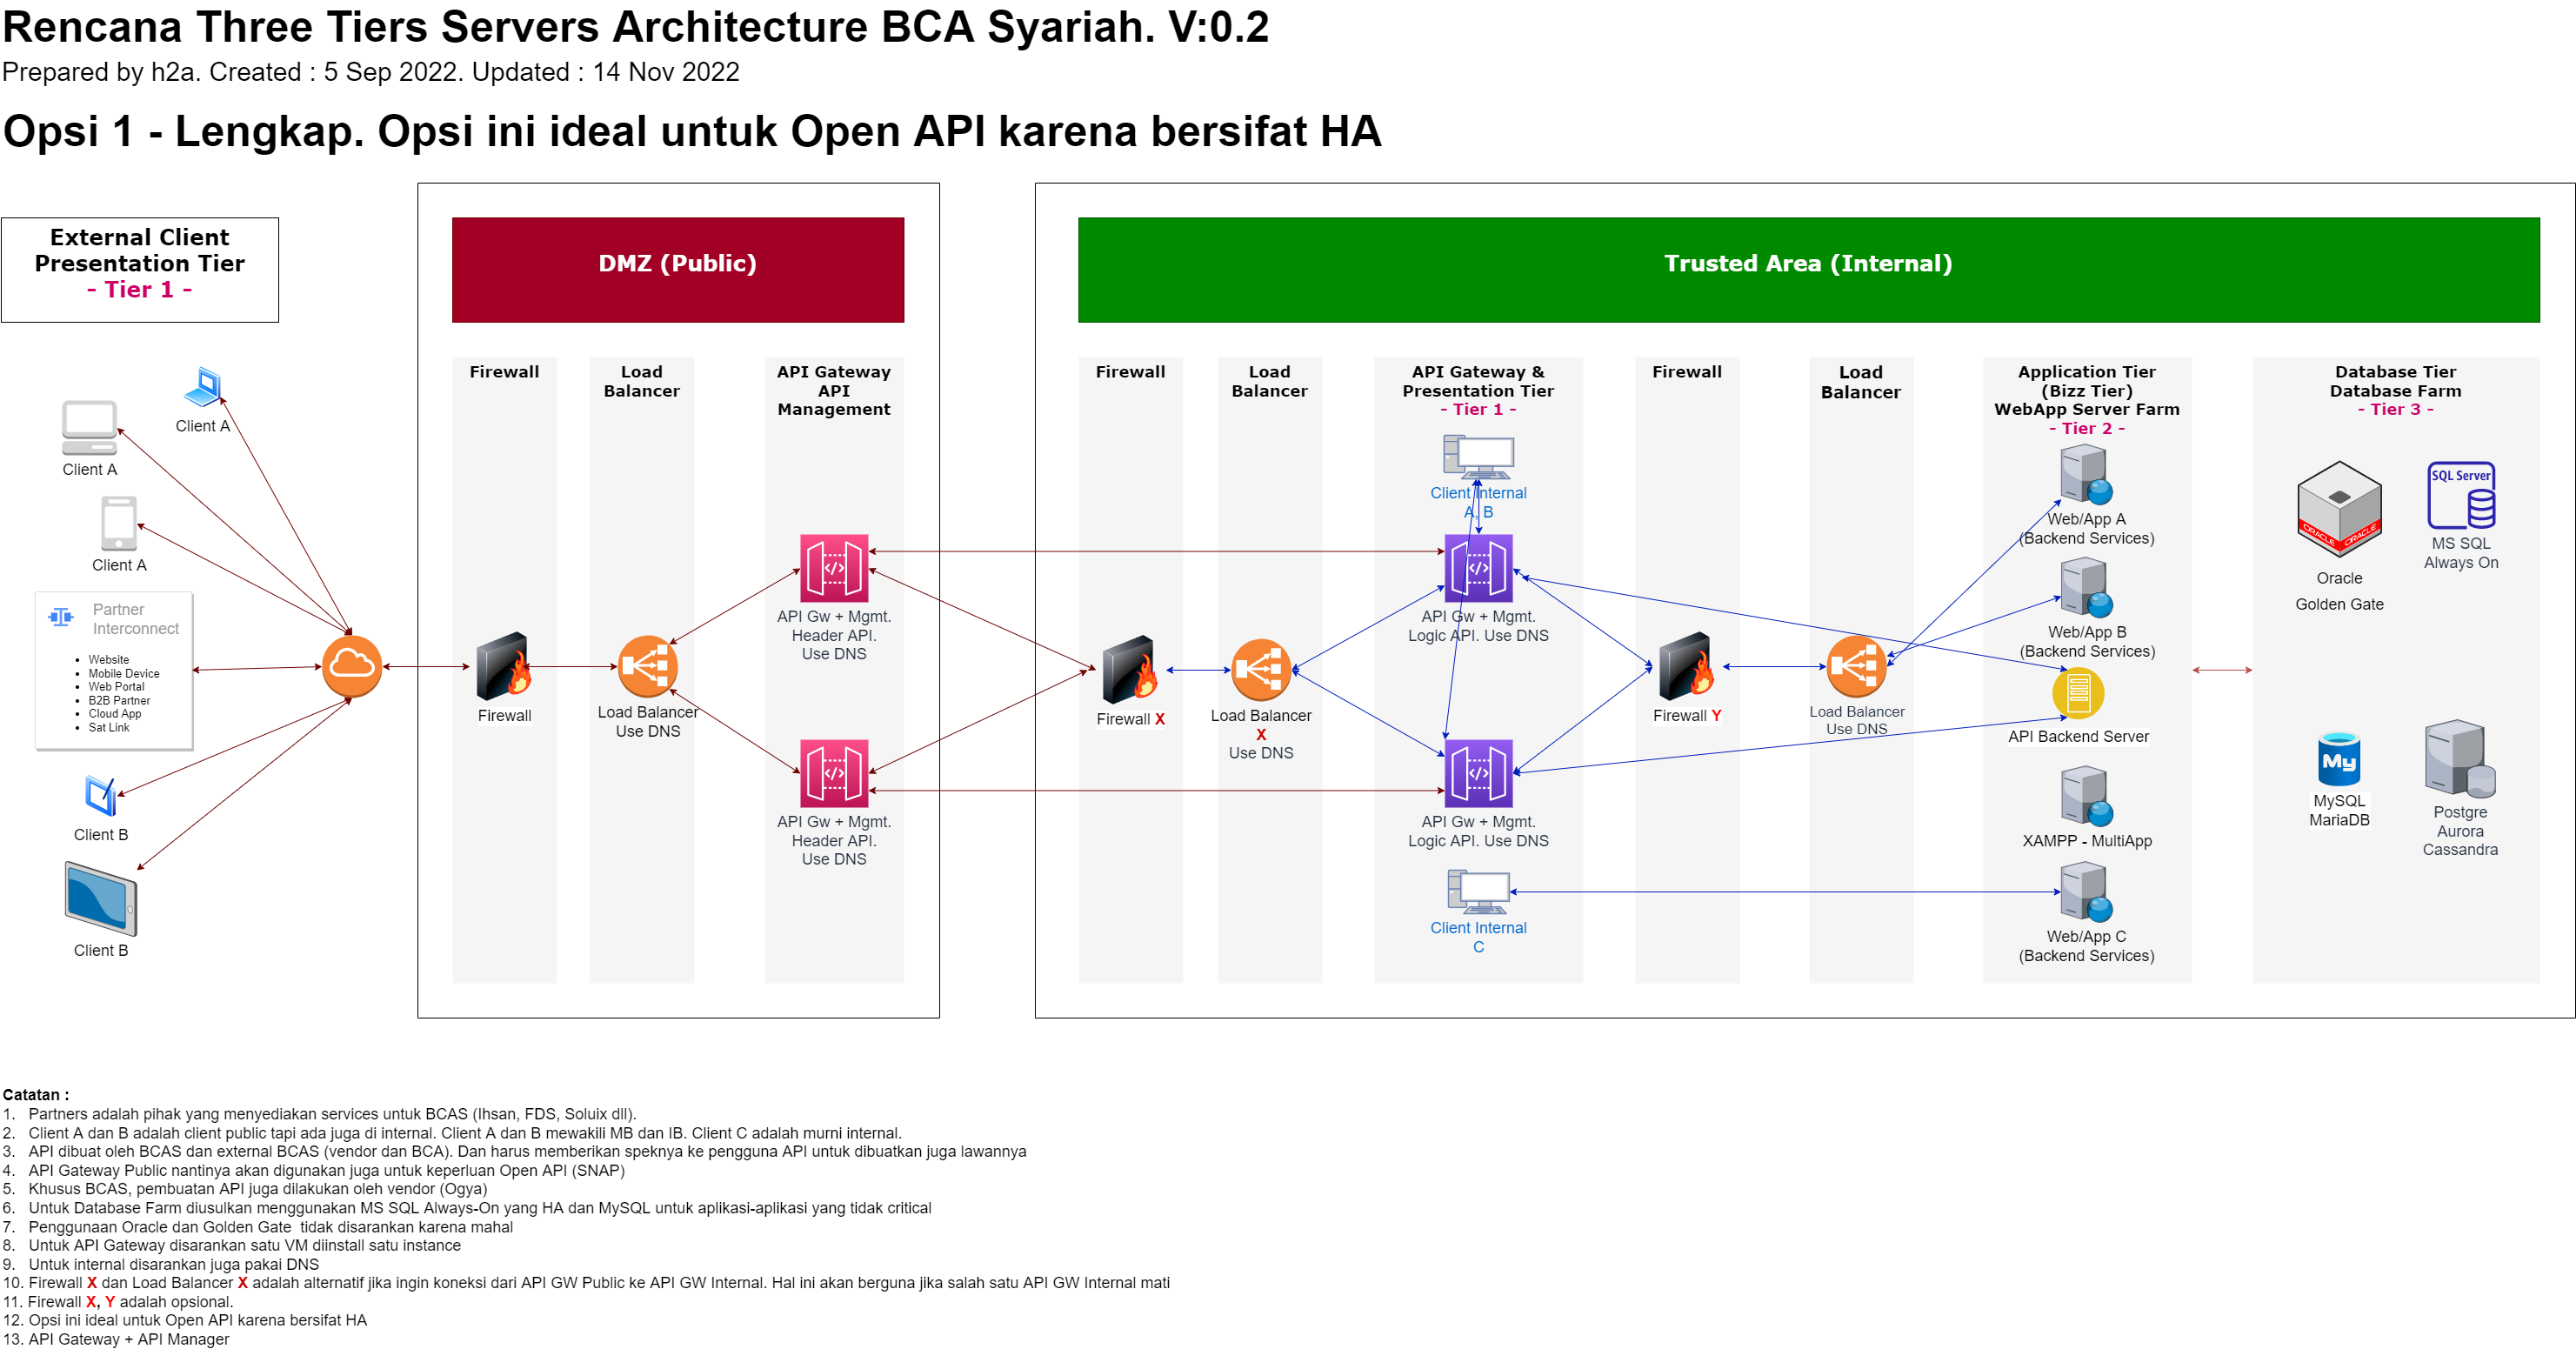 Rencana Three Tiers Servers Architecture BCA Syariah. V:0.2
Prepared by h2a. Created : 5 Sep 2022. Updated : 14 Nov 2022
Opsi 1 - Lengkap. Opsi ini ideal untuk Open API karena bersifat HA
External Client
Presentation Tier
- Tier 1 -
DMZ (Public)
Trusted Area (Internal)
Client A
Client A
Client A
Partner
Interconnect
• Website
• Mobile Device
• Web Portal
• B2B Partner
• Cloud App
• Sat Link
Client B
Client B
Firewall
Firewall
Load
Balancer
Load Balancer
Use DNS
API Gateway
API
Management
API Gw + Mgmt.
Header API.
Use DNS
API Gw + Mgmt.
Header API.
Use DNS
Firewall
Firewall X
Load
Balancer
Load Balancer
X
Use DNS
API Gateway &
Presentation Tier
- Tier 1 -
Client Internal
A, B
API Gw + Mgmt.
Logic API. Use DNS
API Gw + Mgmt.
Logic API. Use DNS
Client Internal
C
Firewall
Firewall Y
Load
Balancer
Load Balancer
Use DNS
Application Tier
(Bizz Tier)
WebApp Server Farm
- Tier 2 -
Web/App A
(Backend Services)
Web/App B
(Backend Services)
API Backend Server
XAMPP - MultiApp
Web/App C
(Backend Services)
Database Tier
Database Farm
- Tier 3 -
ORACLE ORACLE
Oracle
Golden Gate
SQL Server
MS SQL
Always On
My
MySQL
MariaDB
Postgre
Aurora
Cassandra
Catatan :
1. Partners adalah pihak yang menyediakan services untuk BCAS (Ihsan, FDS, Soluix dll).
2. Client A dan B adalah client public tapi ada juga di internal. Client A dan B mewakili MB dan IB. Client C adalah murni internal.
3. API dibuat oleh BCAS dan external BCAS (vendor dan BCA). Dan harus memberikan speknya ke pengguna API untuk dibuatkan juga lawannya
4. API Gateway Public nantinya akan digunakan juga untuk keperluan Open API (SNAP)
5. Khusus BCAS, pembuatan API juga dilakukan oleh vendor (Ogya)
6. Untuk Database Farm diusulkan menggunakan MS SQL Always-On yang HA dan MySQL untuk aplikasi-aplikasi yang tidak critical
7. Penggunaan Oracle dan Golden Gate tidak disarankan karena mahal
8. Untuk API Gateway disarankan satu VM diinstall satu instance
9. Untuk internal disarankan juga pakai DNS
10. Firewall X dan Load Balancer X adalah alternatif jika ingin koneksi dari API GW Public ke API GW Internal. Hal ini akan berguna jika salah satu API GW Internal mati
11. Firewall X, Y adalah opsional.
12. Opsi ini ideal untuk Open API karena bersifat HA
13. API Gateway + API Manager